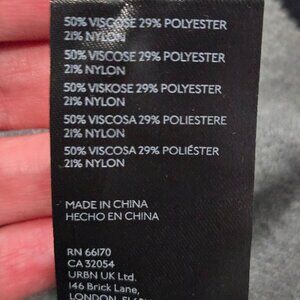 50% VISCOSE 29% POLYESTER
21% NYLON
50% VISCOSE 29% POLYESTER
21% NYLON
50% VISKOSE 29% POLYESTER
21% NYLON
50% VISCOSA 29% POLIESTERE
21% NYLON
50% VISCOSA 29% POLIÉSTER
21% NYLON
MADE IN CHINA
HECHO EN CHINA
RN 66170
CA 32054
URBN UK Ltd.
146 Brick Lane,
LONDON,